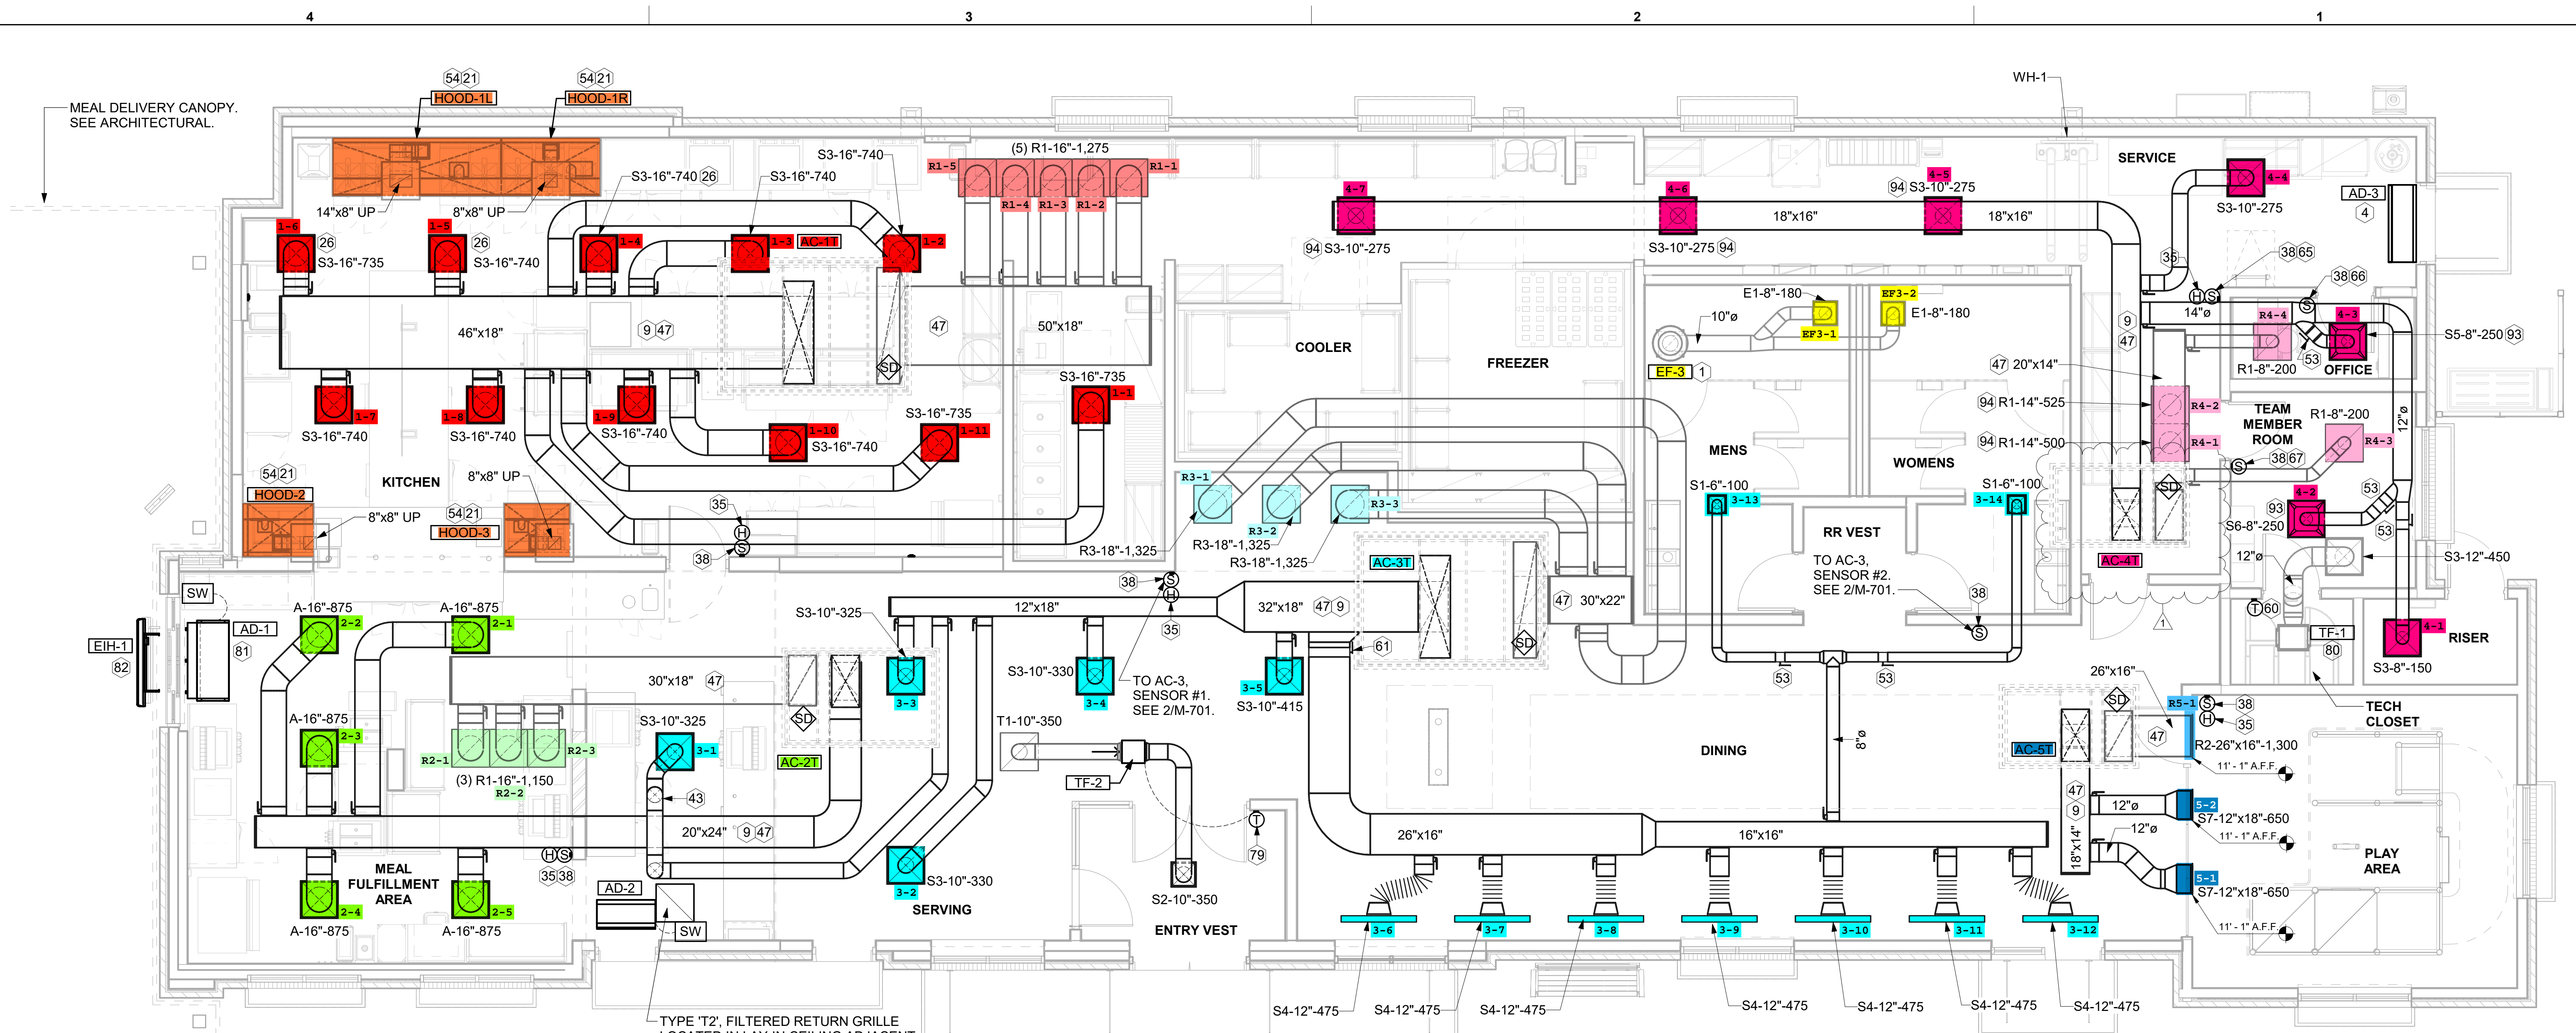 4
3
2
1
MEAL DELIVERY CANOPY.
SEE ARCHITECTURAL.
54 21
HOOD-1L
54 21
HOOD-1R
14"x8" UP
8"x8" UP
S3-16"-740
S3-16"-740 26
S3-16"-740
(5) R1-16"-1,275
R1-5
R1-4
R1-3
R1-2
R1-1
WH-1
SERVICE
1-6
26
S3-16"-735
1-5
26
S3-16"-740
1-4
1-3
AC-1T
1-2
46"x18"
9 47
47
50"x18"
SD
4-7
94 S3-10"-275
4-6
S3-10"-275 94
4-5
94 S3-10"-275
18"x16"
18"x16"
4-4
S3-10"-275
AD-3
4
35
H S
38 65
38 66
S
14"ø
9
47
R4-4
4-3
S5-8"-250 93
53
R1-8"-200
OFFICE
1-7
S3-16"-740
1-8
S3-16"-740
1-9
S3-16"-740
1-10
S3-16"-740
1-11
S3-16"-735
1-1
S3-16"-735
COOLER
FREEZER
E1-8"-180
EF3-1
EF3-2
E1-8"-180
10"ø
EF-3
1
47 20"x14"
94 R1-14"-525
R4-2
94 R1-14"-500
R4-1
TEAM
MEMBER
ROOM
R1-8"-200
R4-3
12"ø
S
38 67
MENS
WOMENS
KITCHEN
54 21
HOOD-2
8"x8" UP
54 21
HOOD-3
8"x8" UP
35
H
S
38
R3-1
R3-18"-1,325
R3-2
R3-18"-1,325
R3-3
R3-18"-1,325
S1-6"-100
3-13
S1-6"-100
3-14
RR VEST
TO AC-3,
SENSOR #2.
SEE 2/M-701.
38
S
SD
AC-4T
1
4-2
93
S6-8"-250
53
53
12"ø
S3-12"-450
T 60
TF-1
80
4-1
RISER
S3-8"-150
TECH
CLOSET
SW
AD-1
81
EIH-1
82
A-16"-875
2-2
A-16"-875
2-1
A-16"-875
2-3
30"x18" 47
SD
AC-2T
R2-1
R2-3
(3) R1-16"-1,150
R2-2
20"x24" 9 47
H S
35 38
MEAL
FULFILLMENT
AREA
2-4
A-16"-875
2-5
A-16"-875
38
S
H
35
12"x18"
32"x18"
47 9
AC-3T
SD
47 30"x22"
61
S3-10"-325
3-3
S3-10"-330
3-4
3-5
S3-10"-415
TO AC-3,
SENSOR #1.
SEE 2/M-701.
S3-10"-325
3-1
43
3-2
S3-10"-330
SERVING
T1-10"-350
TF-2
T
79
S2-10"-350
ENTRY VEST
AD-2
SW
TYPE 'T2', FILTERED RETURN GRILLE
53
53
8"ø
DINING
26"x16"
16"x16"
3-6
3-7
3-8
3-9
3-10
3-11
3-12
S4-12"-475
S4-12"-475
S4-12"-475
S4-12"-475
S4-12"-475
S4-12"-475
S4-12"-475
26"x16"
SD
R5-1
S 38
H 35
47
R2-26"x16"-1,300
11' - 1" A.F.F.
AC-5T
47
9
18"x14"
12"ø
5-2
S7-12"x18"-650
11' - 1" A.F.F.
12"ø
5-1
S7-12"x18"-650
11' - 1" A.F.F.
PLAY
AREA